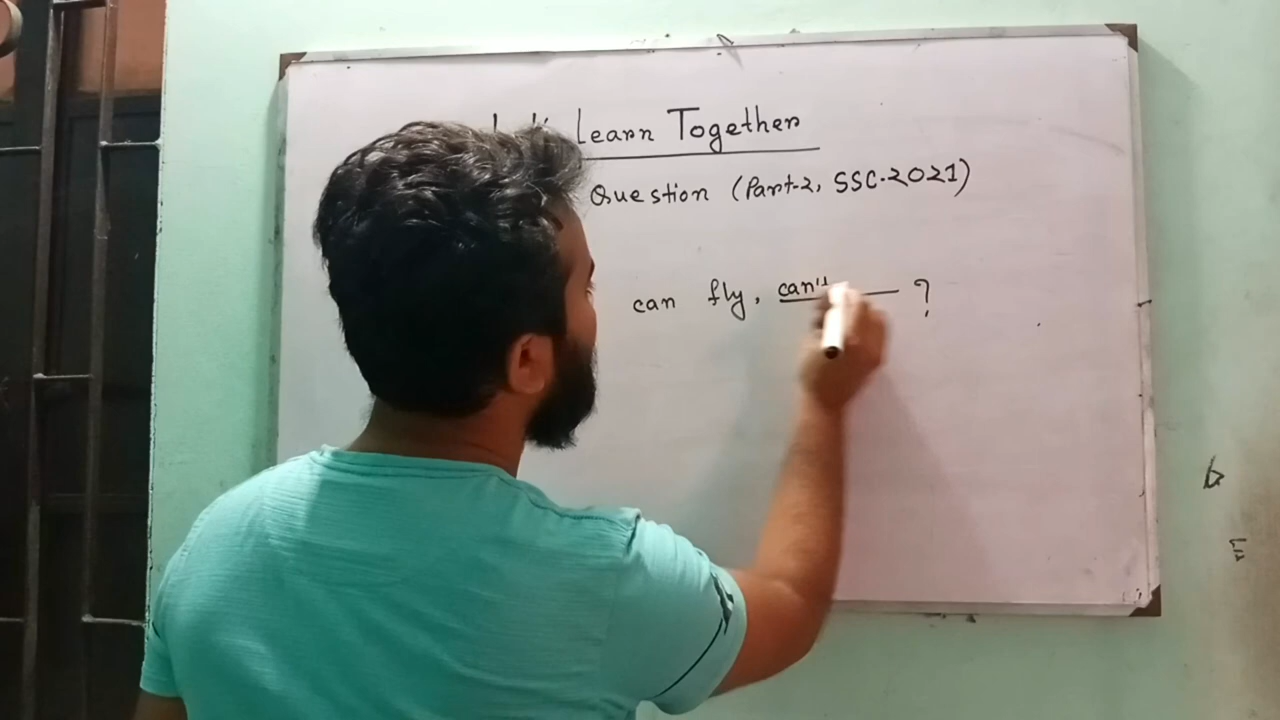 Learn Together
Question (Part-2, SSC-2021)
can fly, can't ?